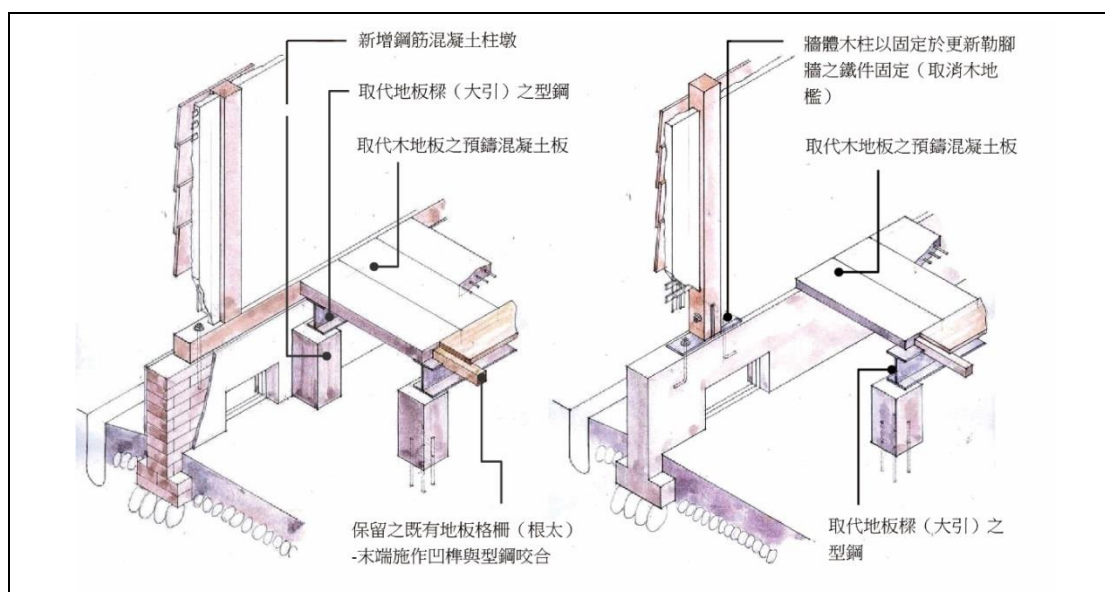 新增鋼筋混凝土柱墩
取代地板樑（大引）之型鋼
取代木地板之預鑄混凝土板
保留之既有地板格柵（根太）
-末端施作凹榫與型鋼咬合
牆體木柱以固定於更新勒腳
牆之鐵件固定（取消木地
檻）
取代木地板之預鑄混凝土板
取代地板樑（大引）之
型鋼